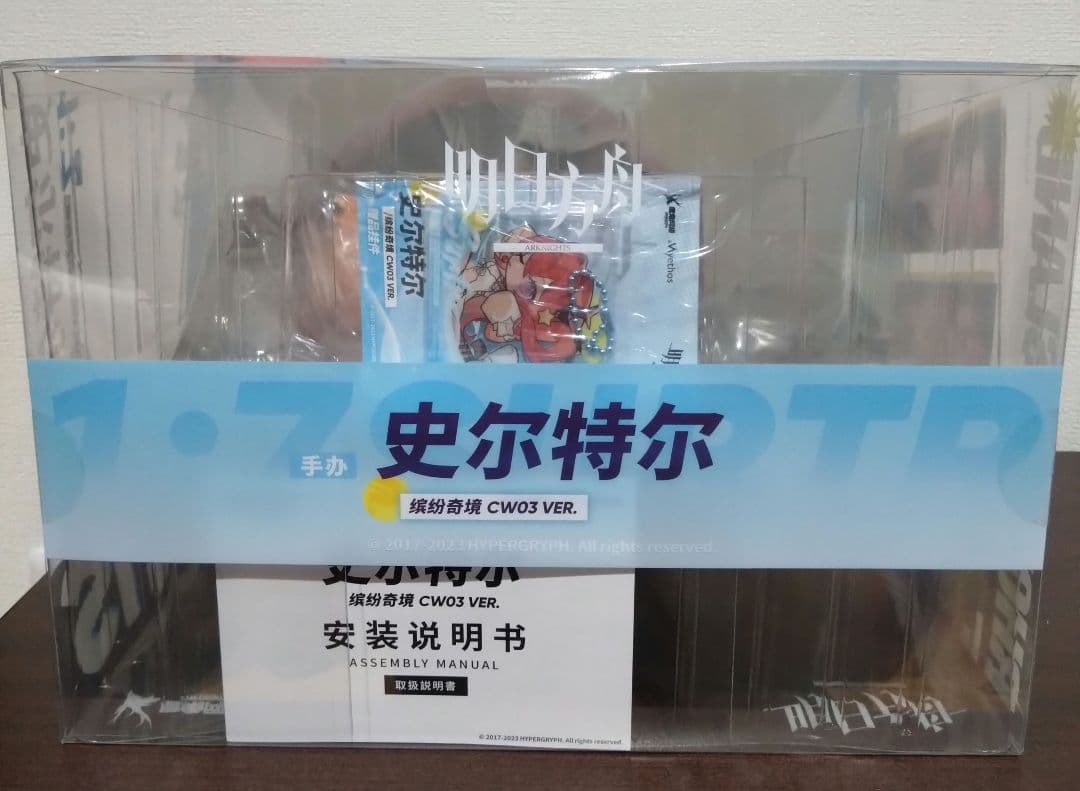 明日方舟
ARKNIGHTS
史尔特尔
缤纷奇境 CW03 VER.
Myethos
1:7 SURTR
手办
史尔特尔
缤纷奇境 CW03 VER.
© 2017-2023 HYPERGRYPH. All rights reserved.
史尔特尔
缤纷奇境 CW03 VER.
安装说明书
ASSEMBLY MANUAL
取扱説明書
© 2017-2023 HYPERGRYPH. All rights reserved.